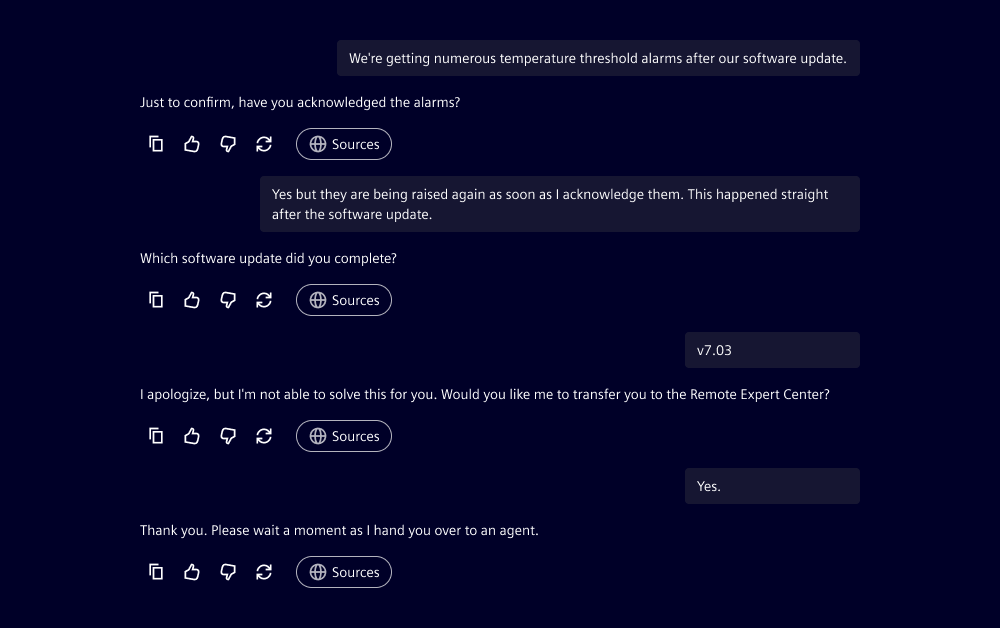 We're getting numerous temperature threshold alarms after our software update.
Just to confirm, have you acknowledged the alarms?
Sources
Yes but they are being raised again as soon as I acknowledge them. This happened straight
after the software update.
Which software update did you complete?
Sources
v7.03
I apologize, but I'm not able to solve this for you. Would you like me to transfer you to the Remote Expert Center?
Sources
Yes.
Thank you. Please wait a moment as I hand you over to an agent.
Sources